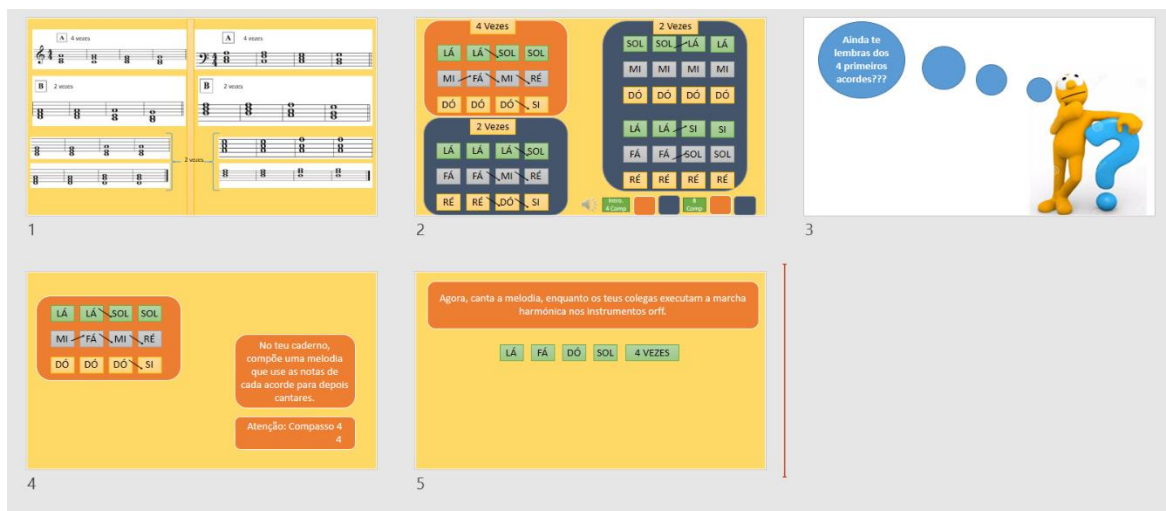 A 4 vezes
A 4 vezes
B 2 vezes
B 2 vezes
2 vezes
1
4 Vezes
LÁ LÁ SOL SOL
MI FÁ MI RÉ
DÓ DÓ DÓ SI
2 Vezes
LÁ LÁ LÁ SOL
FÁ FÁ MI RÉ
RÉ RÉ DÓ SI
2 Vezes
SOL SOL LÁ LÁ
MI MI MI MI
DÓ DÓ DÓ DÓ
LÁ LÁ SI SI
FÁ FÁ SOL SOL
RÉ RÉ RÉ RÉ
Intro.
4 Comp
8
Comp
2
Ainda te
lembras dos
4 primeiros
acordes???
3
LÁ LÁ SOL SOL
MI FÁ MI RÉ
DÓ DÓ DÓ SI
No teu caderno,
compõe uma melodia
que use as notas de
cada acorde para depois
cantares.
Atenção: Compasso 4
4
4
Agora, canta a melodia, enquanto os teus colegas executam a marcha
harmónica nos instrumentos orff.
LÁ FÁ DÓ SOL 4 VEZES
5